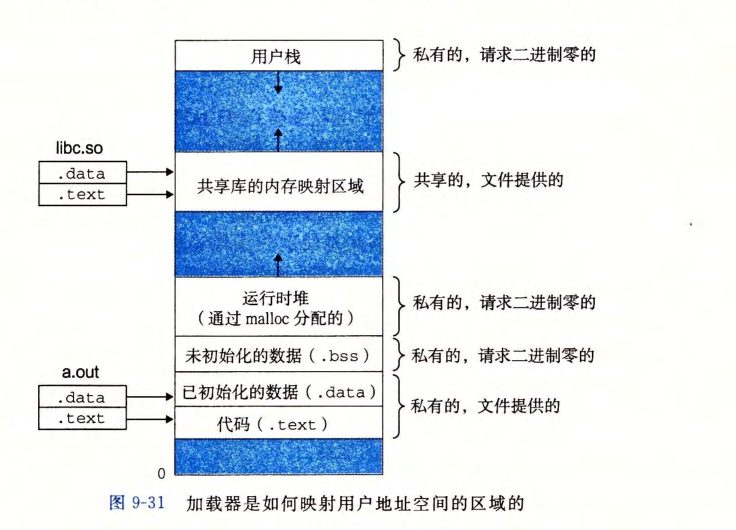 用户栈
私有的，请求二进制零的
libc.so
.data
.text
共享库的内存映射区域
共享的，文件提供的
运行时堆
（通过 malloc 分配的）
私有的，请求二进制零的
未初始化的数据（.bss）
私有的，请求二进制零的
a.out
.data
.text
已初始化的数据（.data）
代码（.text）
私有的，文件提供的
0
图 9-31 加载器是如何映射用户地址空间的区域的